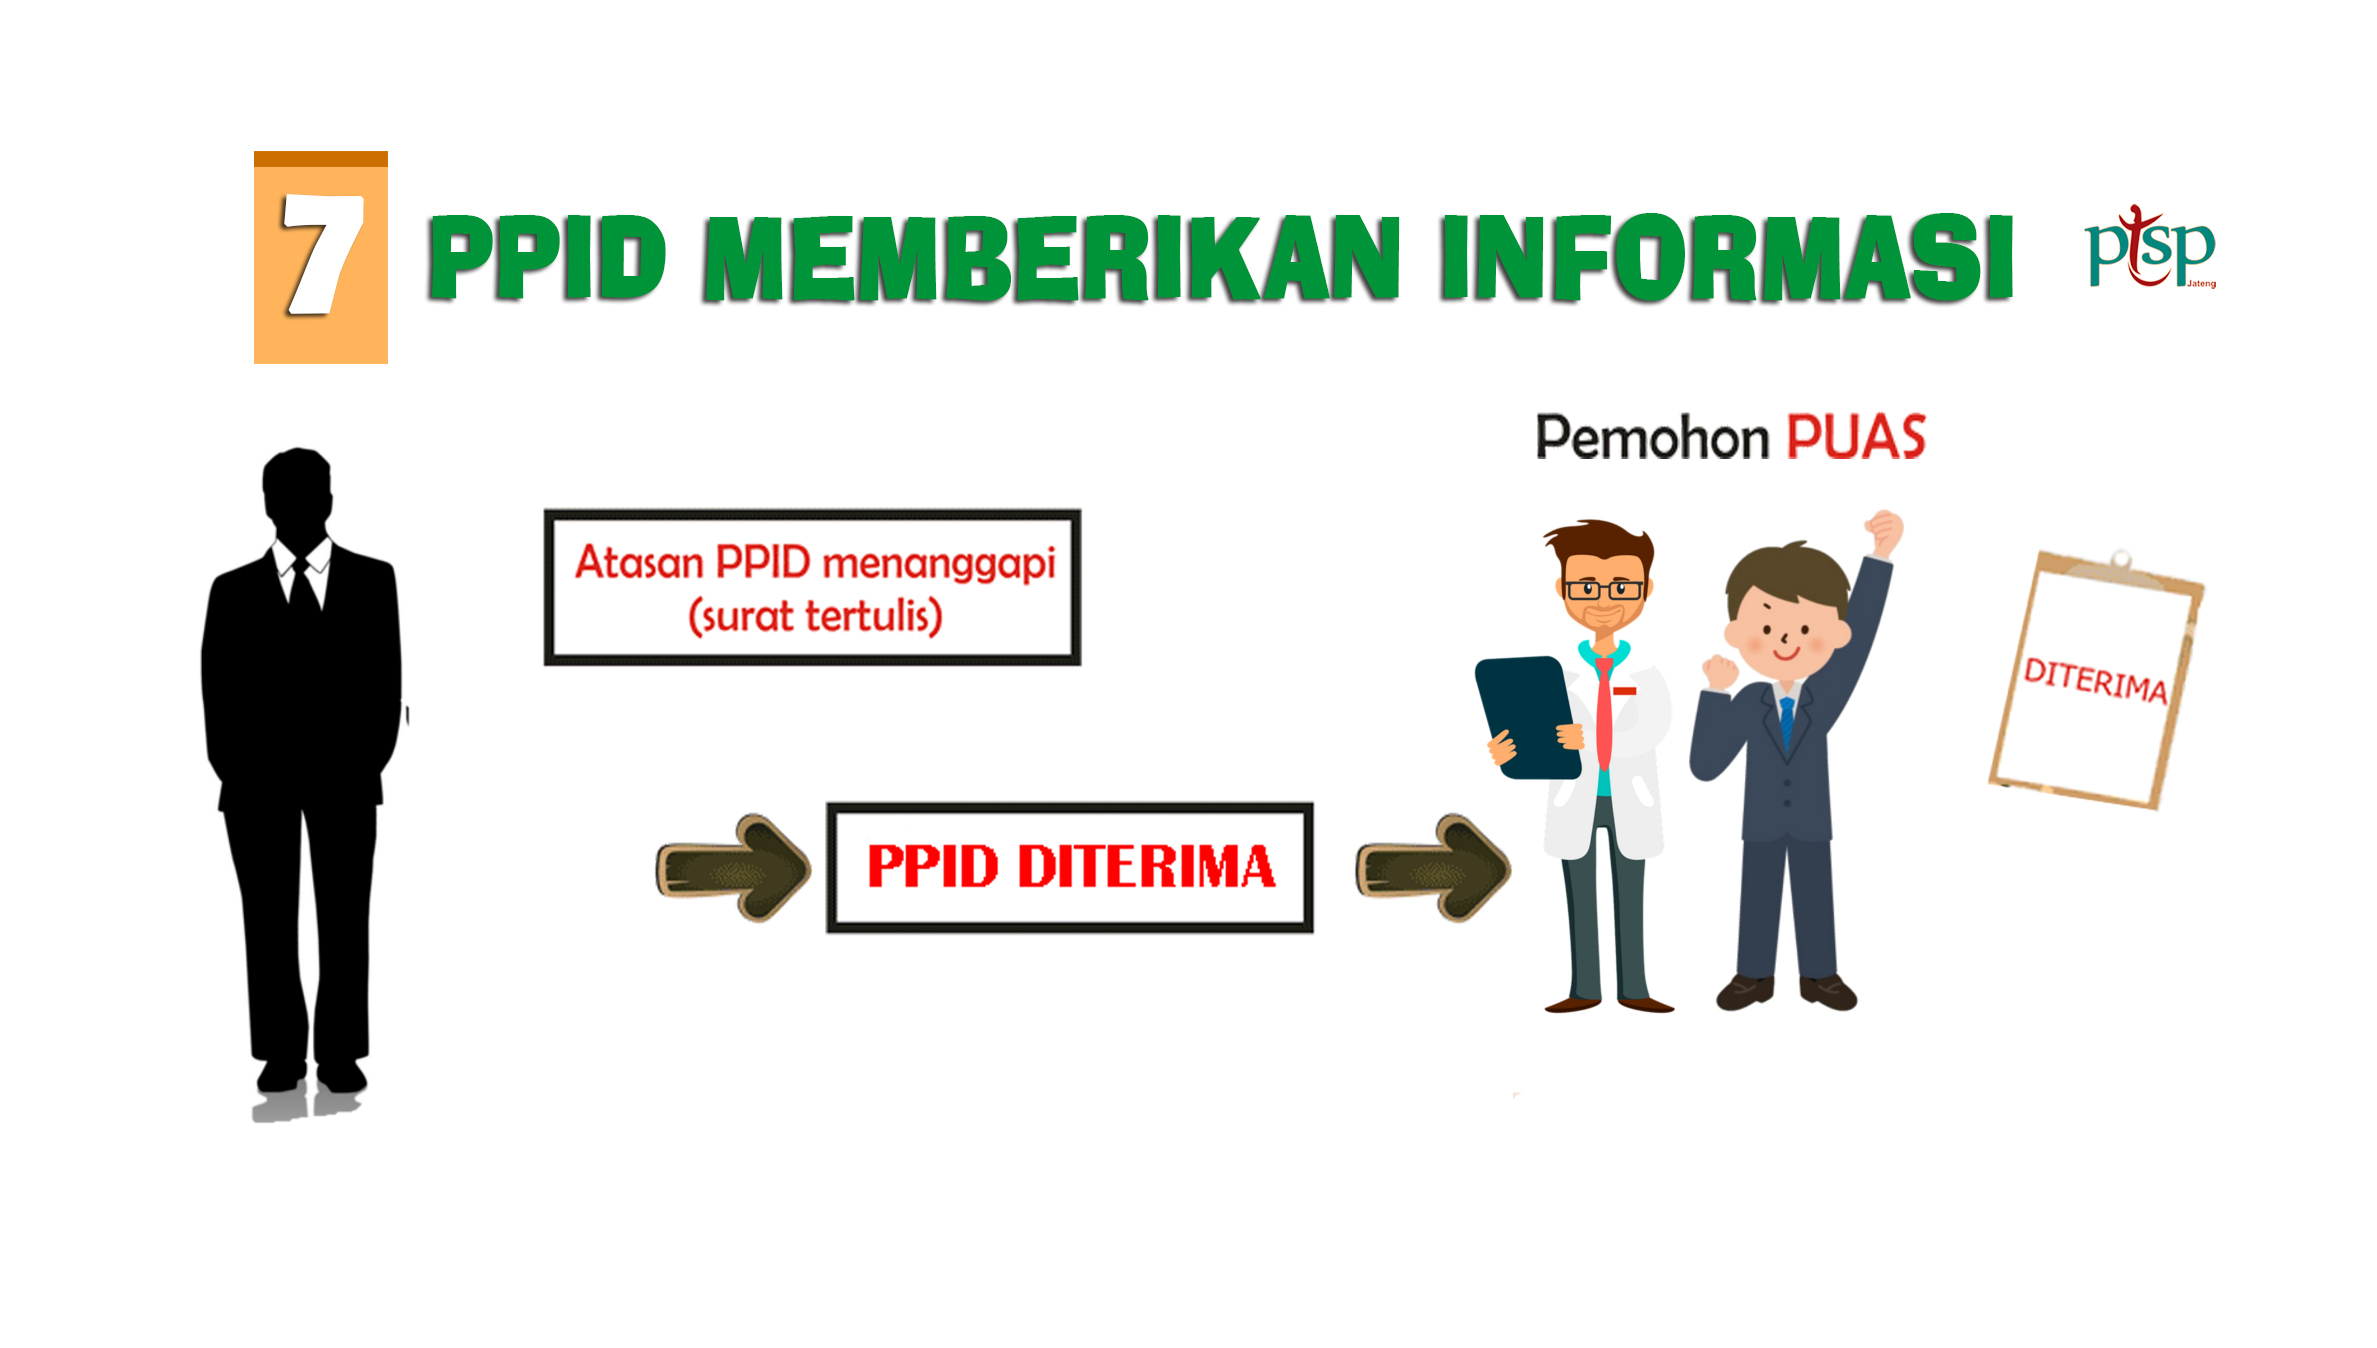 7
PPID MEMBERIKAN INFORMASI
ptsp
Jateng
Pemohon PUAS
Atasan PPID menanggapi
(surat tertulis)
DITERIMA
PPID DITERIMA